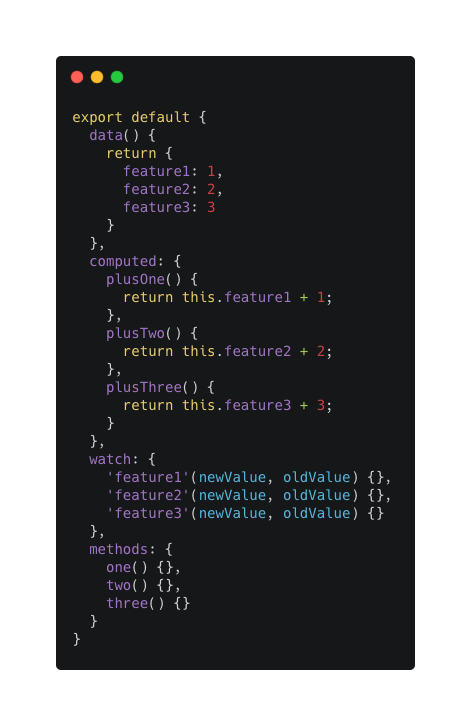 export default {
  data() {
    return {
      feature1: 1,
      feature2: 2,
      feature3: 3
    }
  },
  computed: {
    plusOne() {
      return this.feature1 + 1;
    },
    plusTwo() {
      return this.feature2 + 2;
    },
    plusThree() {
      return this.feature3 + 3;
    }
  },
  watch: {
    'feature1'(newValue, oldValue) {},
    'feature2'(newValue, oldValue) {},
    'feature3'(newValue, oldValue) {}
  },
  methods: {
    one() {},
    two() {},
    three() {}
  }
}